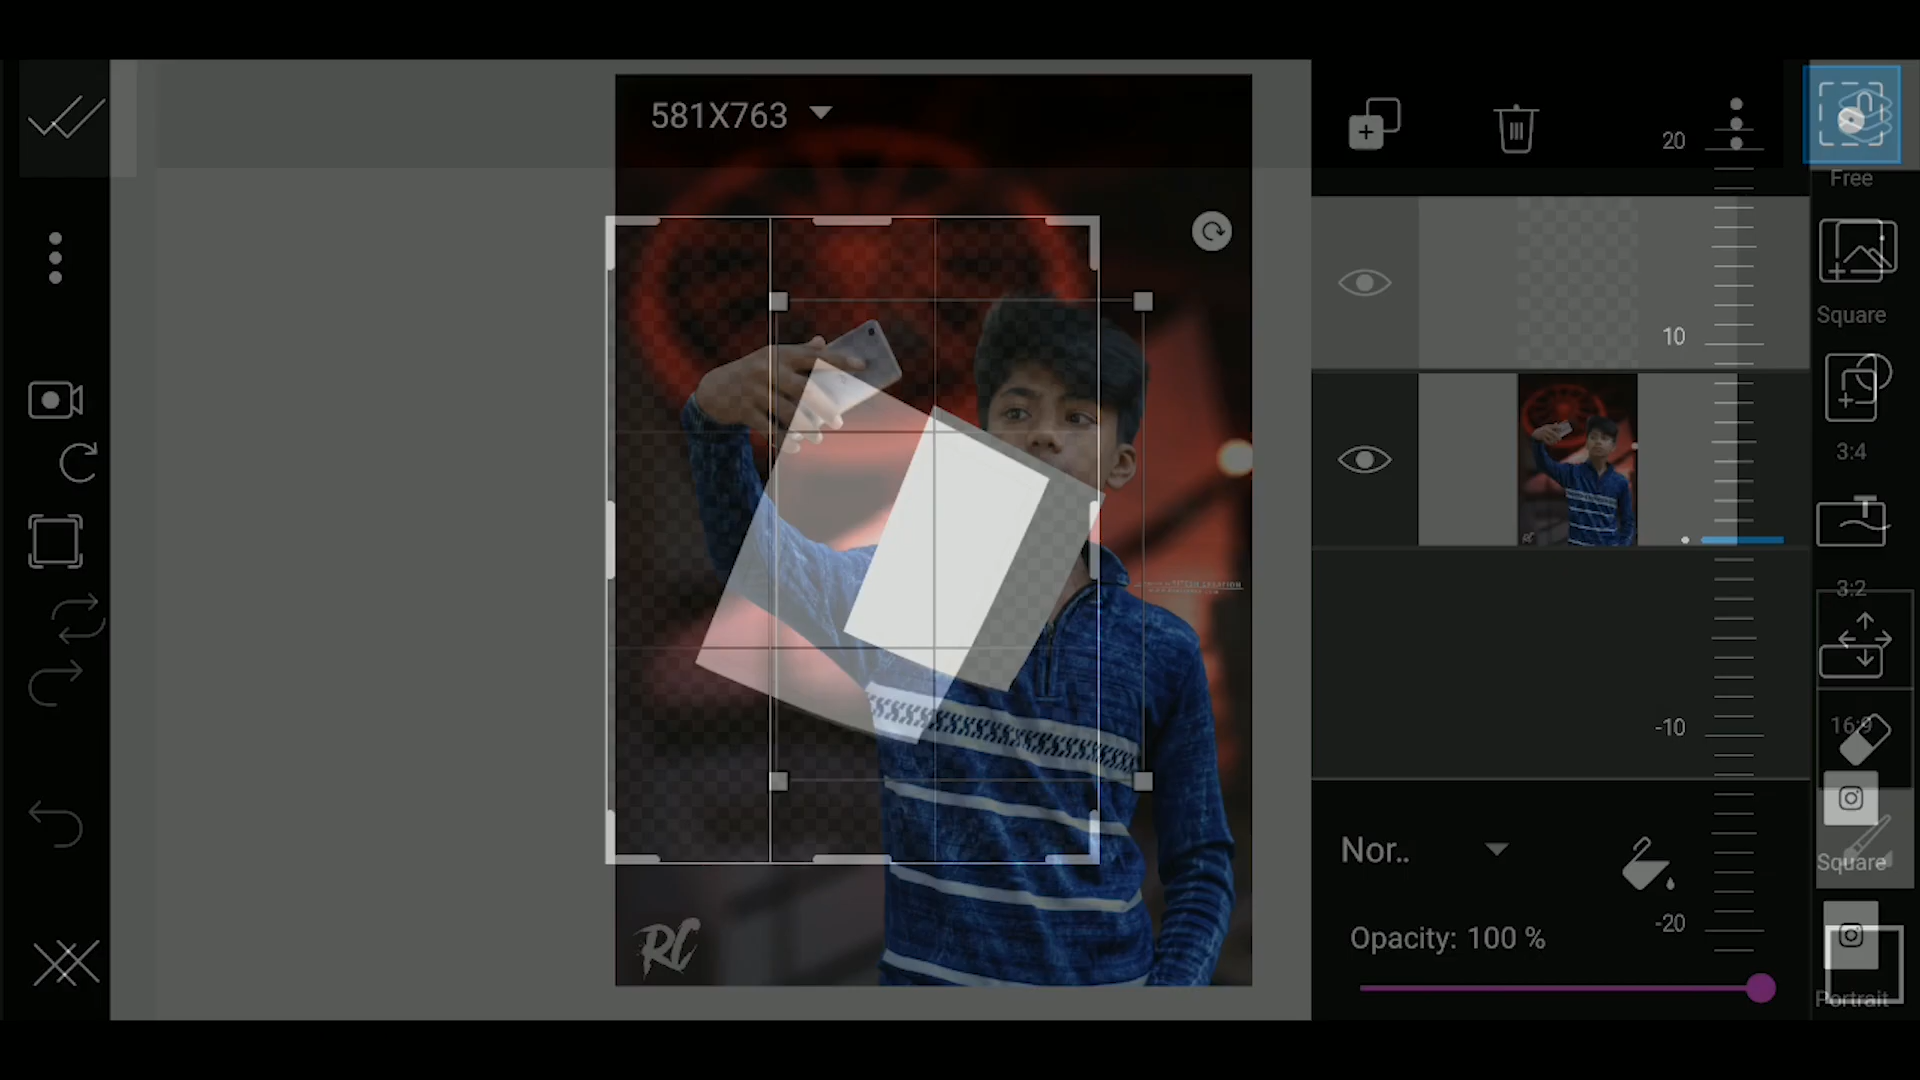 581X763
20
Free
Square
10
3:4
3:2
-10
16:9
Nor..
Square
-20
Opacity: 100 %
RC
Portrait